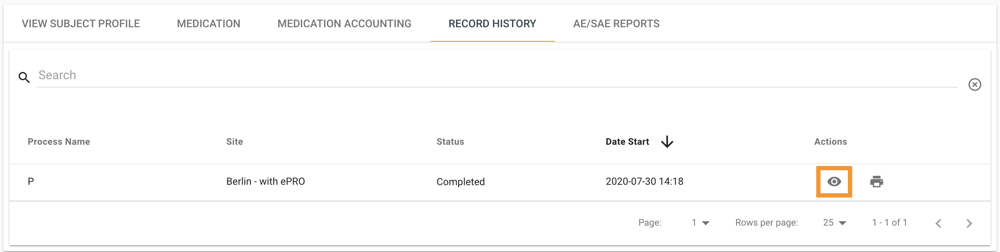 VIEW SUBJECT PROFILE MEDICATION MEDICATION ACCOUNTING RECORD HISTORY AE/SAE REPORTS
Search
Process Name Site Status Date Start Actions
P Berlin - with ePRO Completed 2020-07-30 14:18
Page: 1 Rows per page: 25 1 - 1 of 1